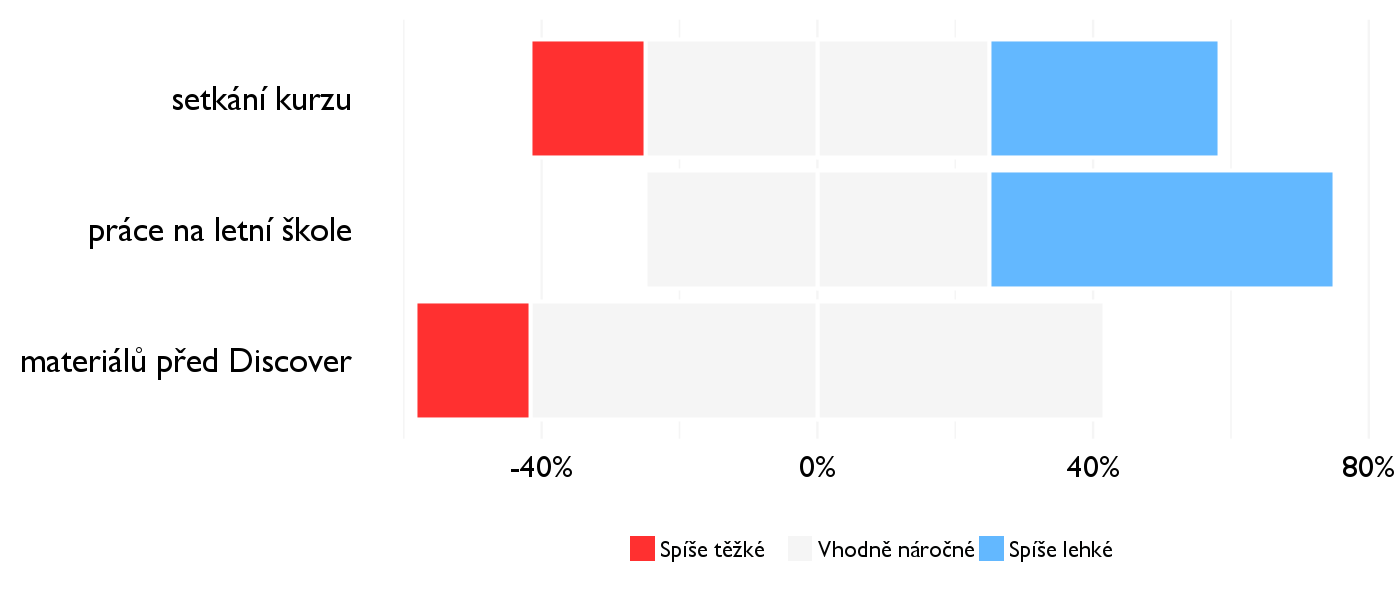 setkání kurzu
práce na letní škole
materiálů před Discover
-40% 0% 40% 80%
Spíše těžké Vhodně náročné Spíše lehké